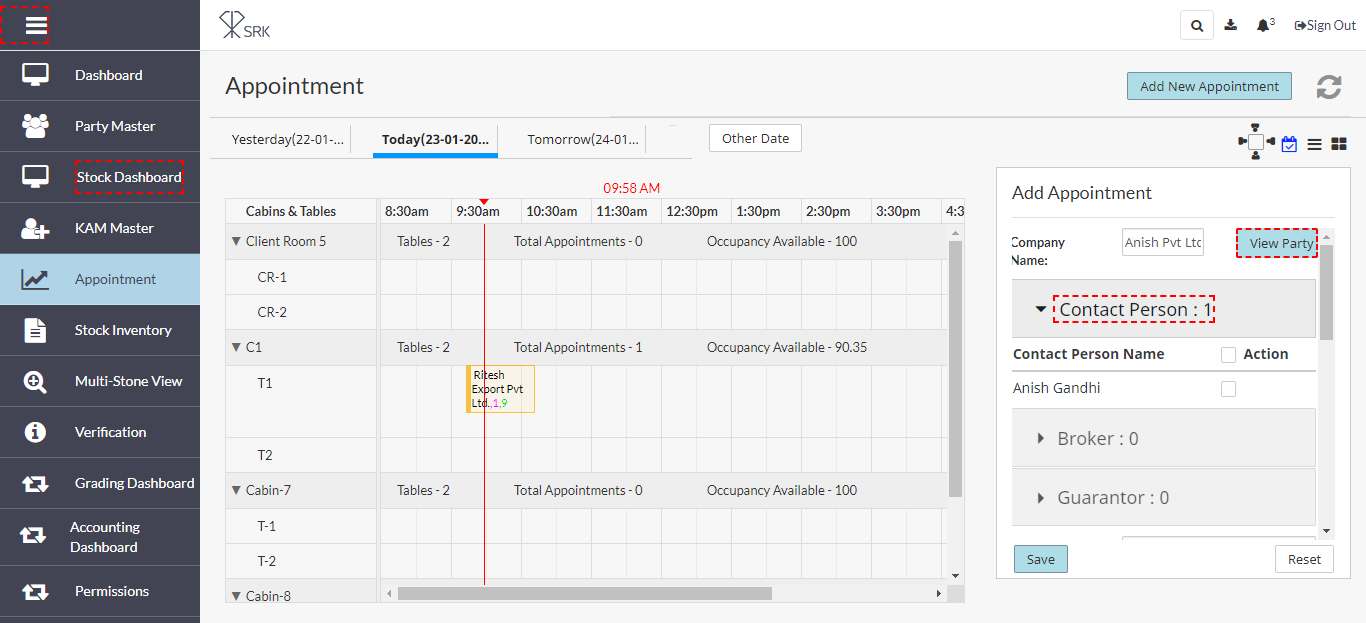 SRK
3
Sign Out
Dashboard
Party Master
Stock Dashboard
KAM Master
Appointment
Stock Inventory
Multi-Stone View
Verification
Grading Dashboard
Accounting
Dashboard
Permissions
Appointment
Add New Appointment
Yesterday(22-01-...
Today(23-01-20...
Tomorrow(24-01...
Other Date
09:58 AM
Cabins & Tables
8:30am 9:30am 10:30am 11:30am 12:30pm 1:30pm 2:30pm 3:30pm 4:3
Client Room 5 Tables - 2 Total Appointments - 0 Occupancy Available - 100
CR-1
CR-2
C1 Tables - 2 Total Appointments - 1 Occupancy Available - 90.35
T1
Ritesh
Export Pvt
Ltd.,1,9
T2
Cabin-7 Tables - 2 Total Appointments - 0 Occupancy Available - 100
T-1
T-2
Cabin-8
Add Appointment
Company
Name:
Anish Pvt Ltd
View Party
Contact Person : 1
Contact Person Name Action
Anish Gandhi
Broker : 0
Guarantor : 0
Save
Reset